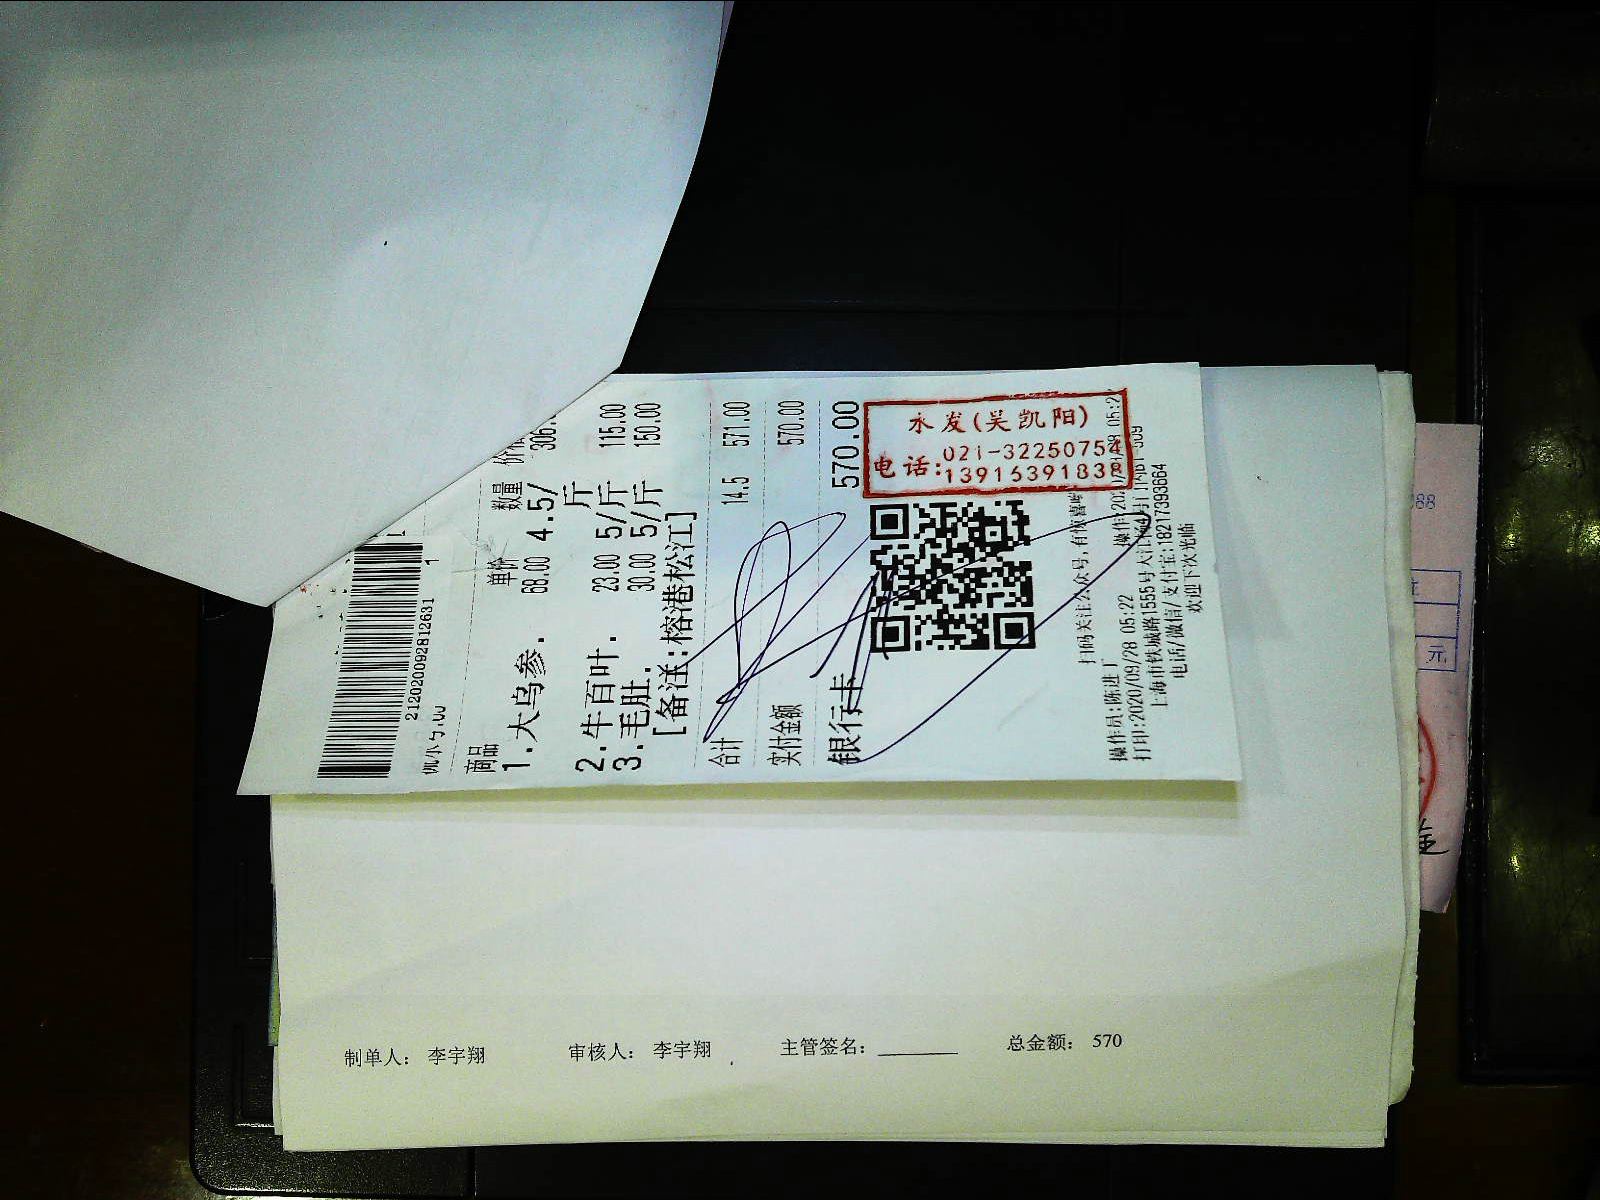 2120200092812631
1
商品 单价 数量
1.大乌参. 68.00 4.5/斤 306.
2.牛百叶. 23.00 5/斤 115.00
3.毛肚. 30.00 5/斤 150.00
[备注:榕港松江]
合计 14.5 571.00
实付金额 570.00
银行卡 570.00
永发(吴凯阳)
021-32250754
电话:13916391838
扫码关注公众号,有惊喜
操作员:陈进厂
打印:2020/09/28 05:22
上海市铁城路1555号
电话/微信/支付宝:18217393664
欢迎下次光临
制单人: 李宇翔 审核人: 李宇翔 主管签名: 总金额: 570
元